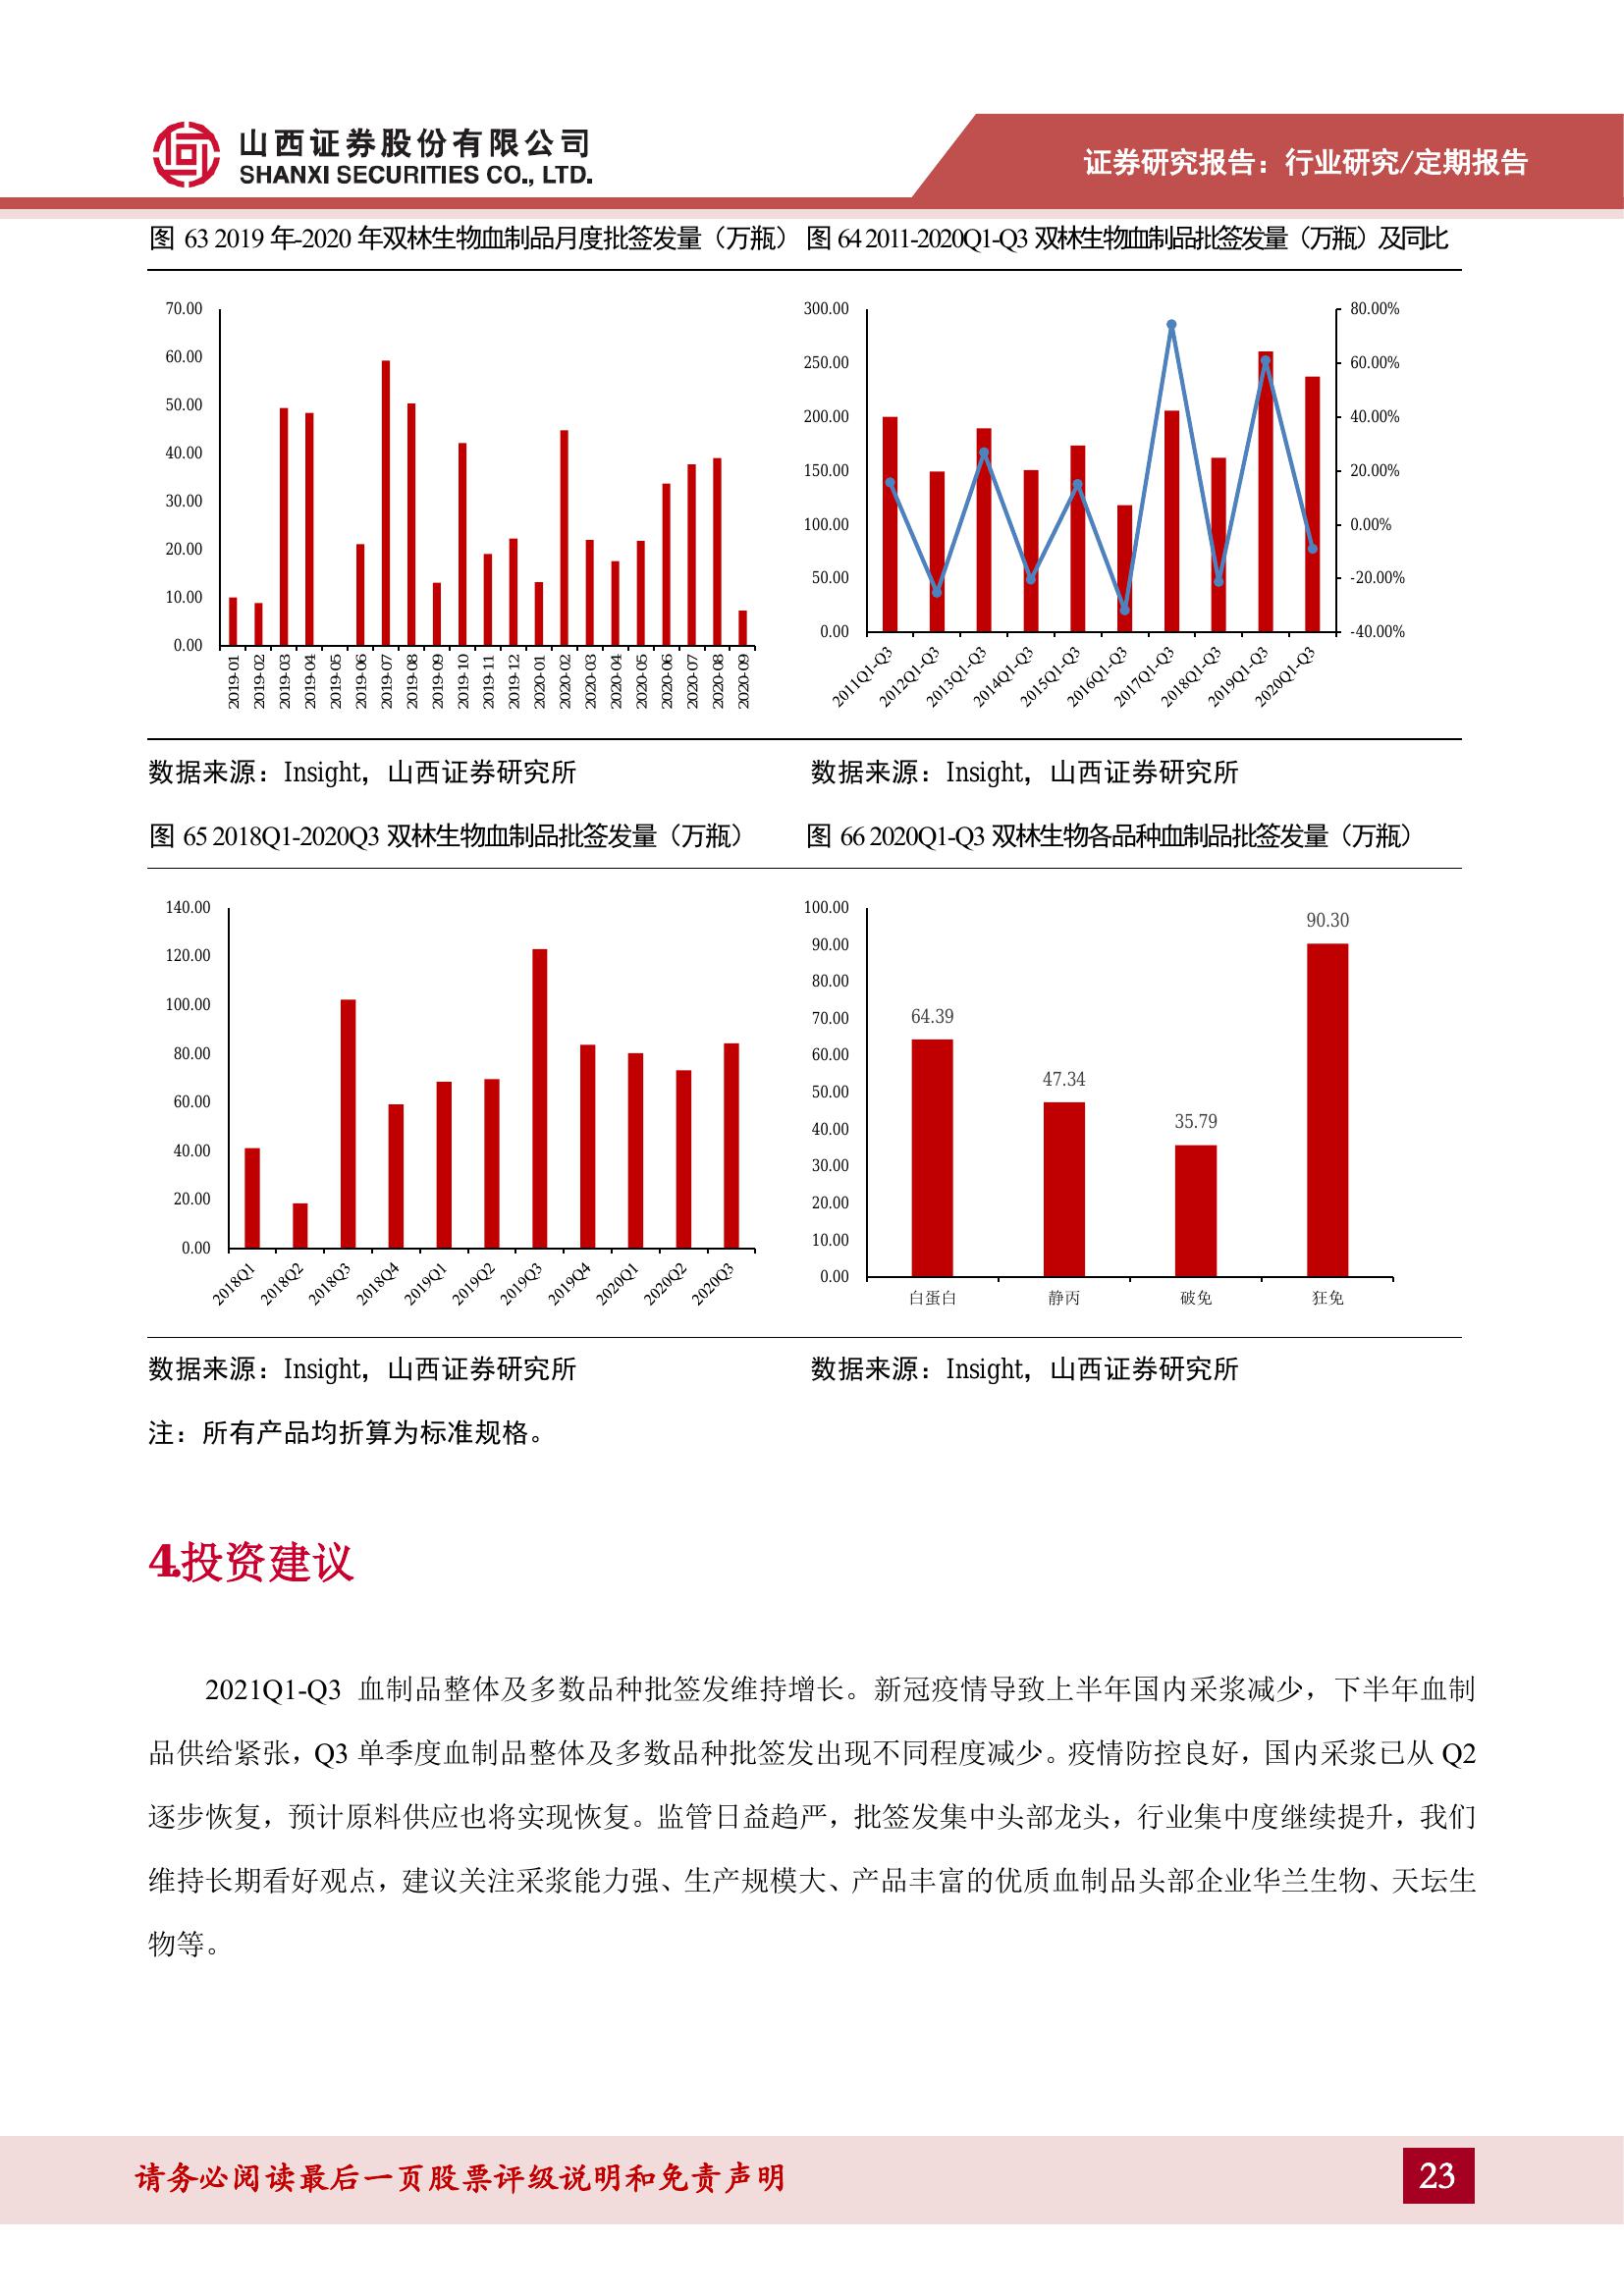 山西证券股份有限公司
SHANXI SECURITIES CO., LTD.
证券研究报告：行业研究/定期报告
图 63 2019 年-2020 年双林生物血制品月度批签发量（万瓶）
图 64 2011-2020Q1-Q3 双林生物血制品批签发量（万瓶）及同比
70.00
60.00
50.00
40.00
30.00
20.00
10.00
0.00
2019-01
2019-02
2019-03
2019-04
2019-05
2019-06
2019-07
2019-08
2019-09
2019-10
2019-11
2019-12
2020-01
2020-02
2020-03
2020-04
2020-05
2020-06
2020-07
2020-08
2020-09
300.00
250.00
200.00
150.00
100.00
50.00
0.00
80.00%
60.00%
40.00%
20.00%
0.00%
-20.00%
-40.00%
2011Q1-Q3
2012Q1-Q3
2013Q1-Q3
2014Q1-Q3
2015Q1-Q3
2016Q1-Q3
2017Q1-Q3
2018Q1-Q3
2019Q1-Q3
2020Q1-Q3
数据来源：Insight，山西证券研究所
数据来源：Insight，山西证券研究所
图 65 2018Q1-2020Q3 双林生物血制品批签发量（万瓶）
图 66 2020Q1-Q3 双林生物各品种血制品批签发量（万瓶）
140.00
120.00
100.00
80.00
60.00
40.00
20.00
0.00
2018Q1
2018Q2
2018Q3
2018Q4
2019Q1
2019Q2
2019Q3
2019Q4
2020Q1
2020Q2
2020Q3
100.00
90.00
80.00
70.00
60.00
50.00
40.00
30.00
20.00
10.00
0.00
64.39
47.34
35.79
90.30
白蛋白
静丙
破免
狂免
数据来源：Insight，山西证券研究所
数据来源：Insight，山西证券研究所
注：所有产品均折算为标准规格。
4.投资建议
2021Q1-Q3 血制品整体及多数品种批签发维持增长。新冠疫情导致上半年国内采浆减少，下半年血制
品供给紧张，Q3 单季度血制品整体及多数品种批签发出现不同程度减少。疫情防控良好，国内采浆已从 Q2
逐步恢复，预计原料供应也将实现恢复。监管日益趋严，批签发集中头部龙头，行业集中度继续提升，我们
维持长期看好观点，建议关注采浆能力强、生产规模大、产品丰富的优质血制品头部企业华兰生物、天坛生
物等。
请务必阅读最后一页股票评级说明和免责声明
23